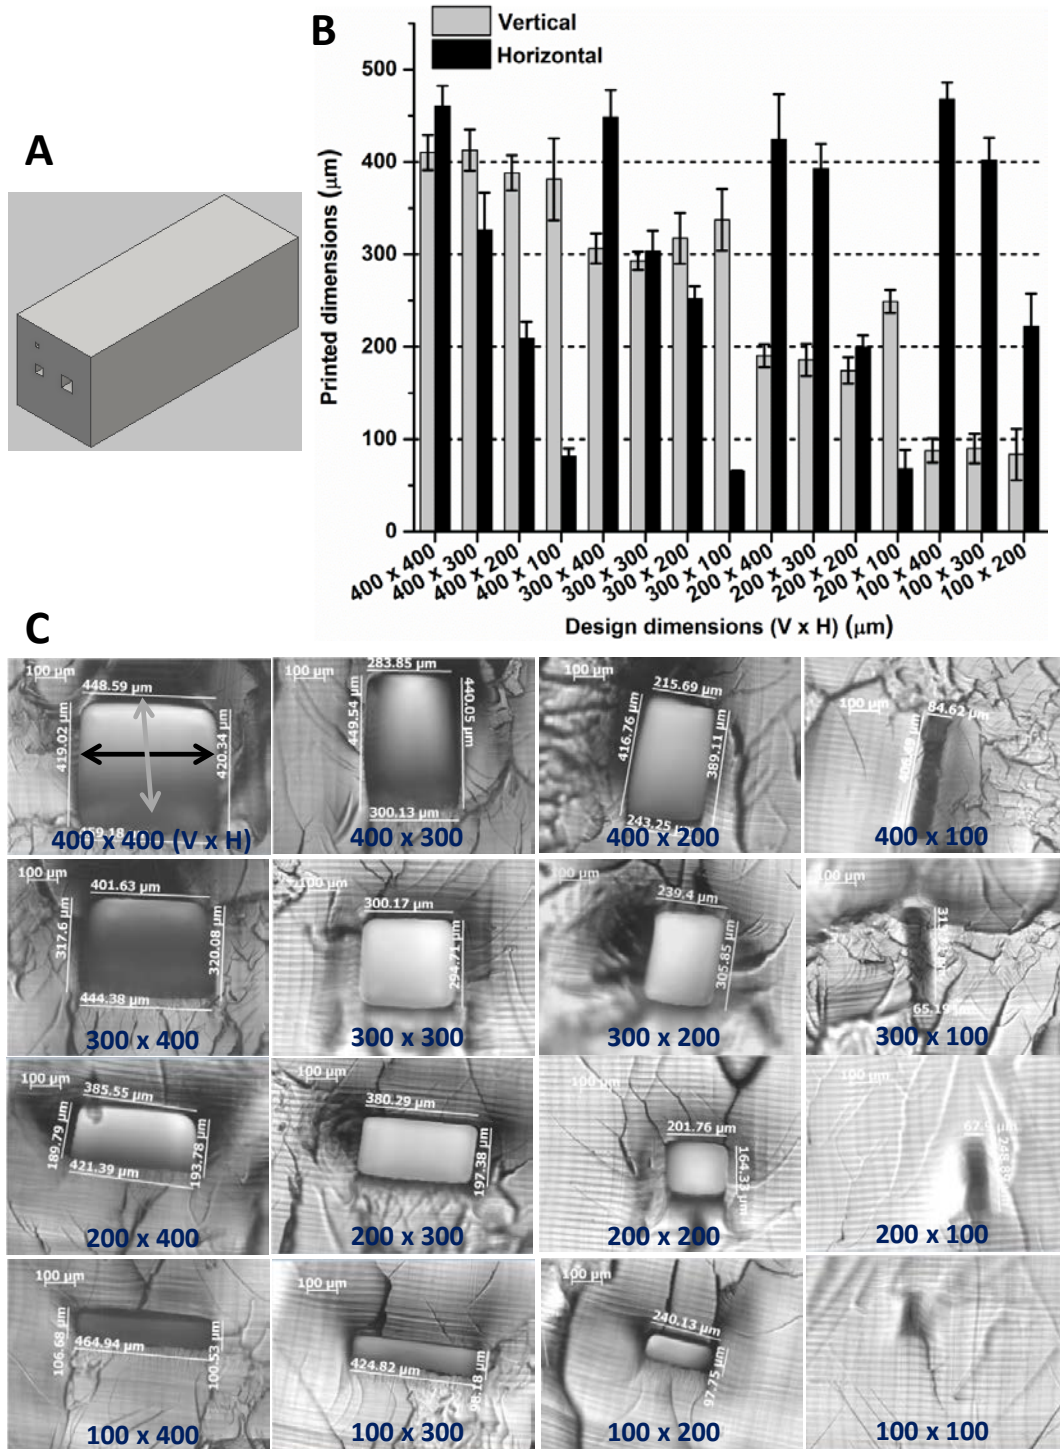 A
B
Vertical
Horizontal
Printed dimensions (μm)
500
400
300
200
100
0
400 x 400
400 x 300
400 x 200
400 x 100
300 x 400
300 x 300
300 x 200
300 x 100
200 x 400
200 x 300
200 x 200
200 x 100
100 x 400
100 x 300
100 x 200
Design dimensions (V x H) (μm)
C
100 μm
448.59 μm
419.02 μm
420.34 μm
400 x 400 (V x H)
283.85 μm
449.54 μm
440.05 μm
300.13 μm
400 x 300
100 μm
215.69 μm
416.76 μm
389.11 μm
243.25
400 x 200
100 μm
84.62 μm
400 x 100
100 μm
401.63 μm
317.6 μm
320.08 μm
444.38 μm
300 x 400
100 μm
300.17 μm
294.71 μm
300 x 300
100 μm
239.4 μm
305.85 μm
300 x 200
100 μm
65.19
300 x 100
100 μm
385.55 μm
189.79 μm
193.78 μm
421.39 μm
200 x 400
100 μm
380.29 μm
197.38 μm
200 x 300
100 μm
201.76 μm
164.33 μm
200 x 200
67.9 μm
200 x 100
100 μm
106.68 μm
464.94 μm
100.53 μm
100 x 400
100 μm
424.82 μm
98.18 μm
100 x 300
100 μm
240.13 μm
97.75 μm
100 x 200
100 x 100